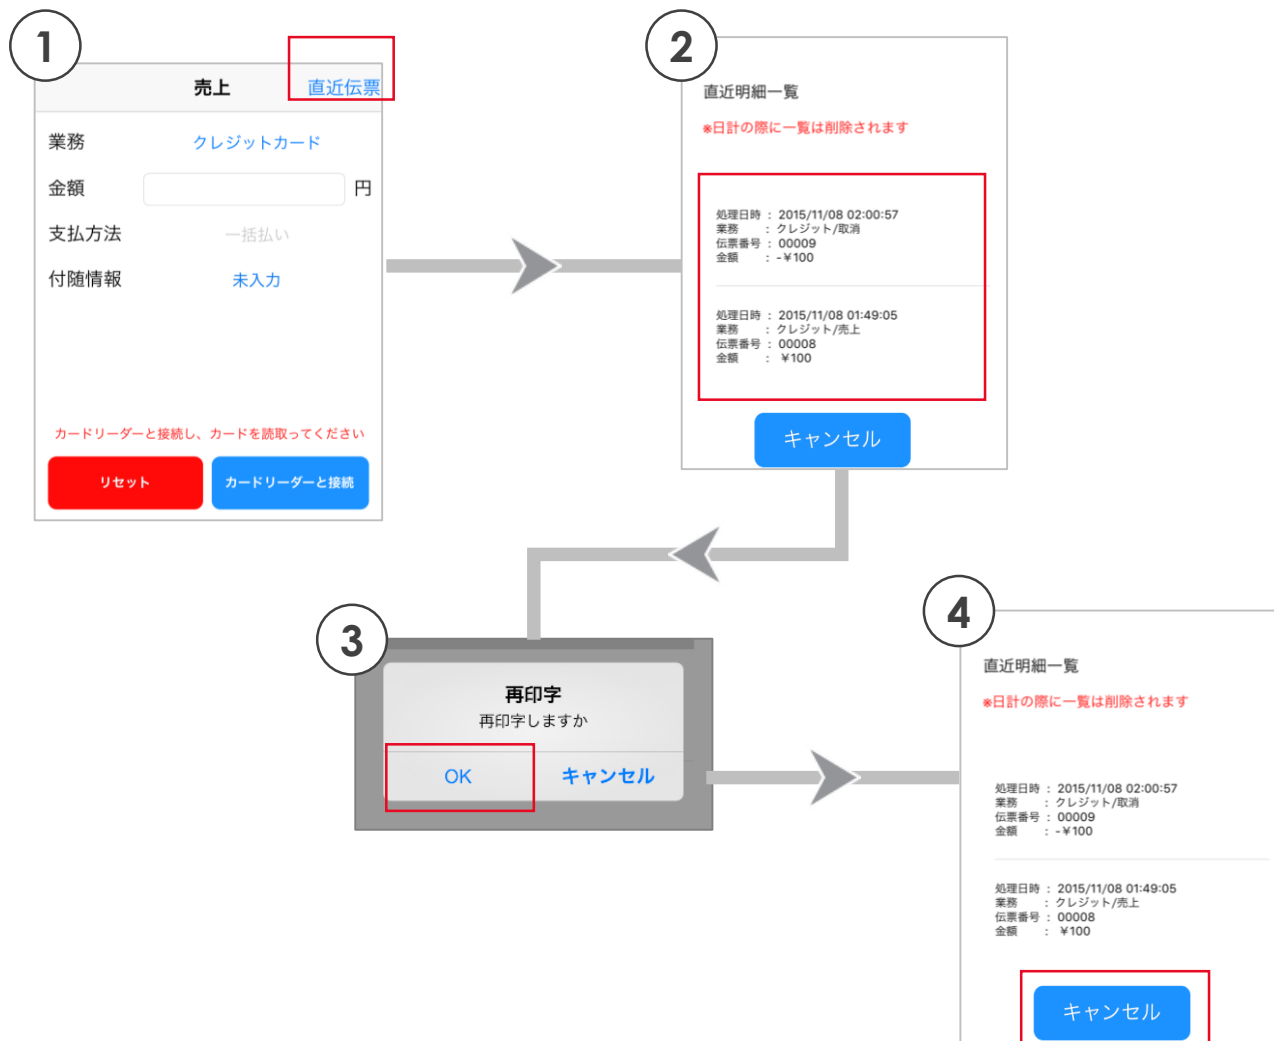 1
売上 直近伝票
業務 クレジットカード
金額 円
支払方法 一括払い
付随情報 未入力
カードリーダーと接続し、カードを読取ってください
リセット カードリーダーと接続
2
直近明細一覧
※日計の際に一覧は削除されます
処理日時 : 2015/11/08 02:00:57
業務 : クレジット/取消
伝票番号 : 00009
金額 : -¥100
処理日時 : 2015/11/08 01:49:05
業務 : クレジット/売上
伝票番号 : 00008
金額 : ¥100
キャンセル
3
再印字
再印字しますか
OK キャンセル
4
直近明細一覧
※日計の際に一覧は削除されます
処理日時 : 2015/11/08 02:00:57
業務 : クレジット/取消
伝票番号 : 00009
金額 : -¥100
処理日時 : 2015/11/08 01:49:05
業務 : クレジット/売上
伝票番号 : 00008
金額 : ¥100
キャンセル